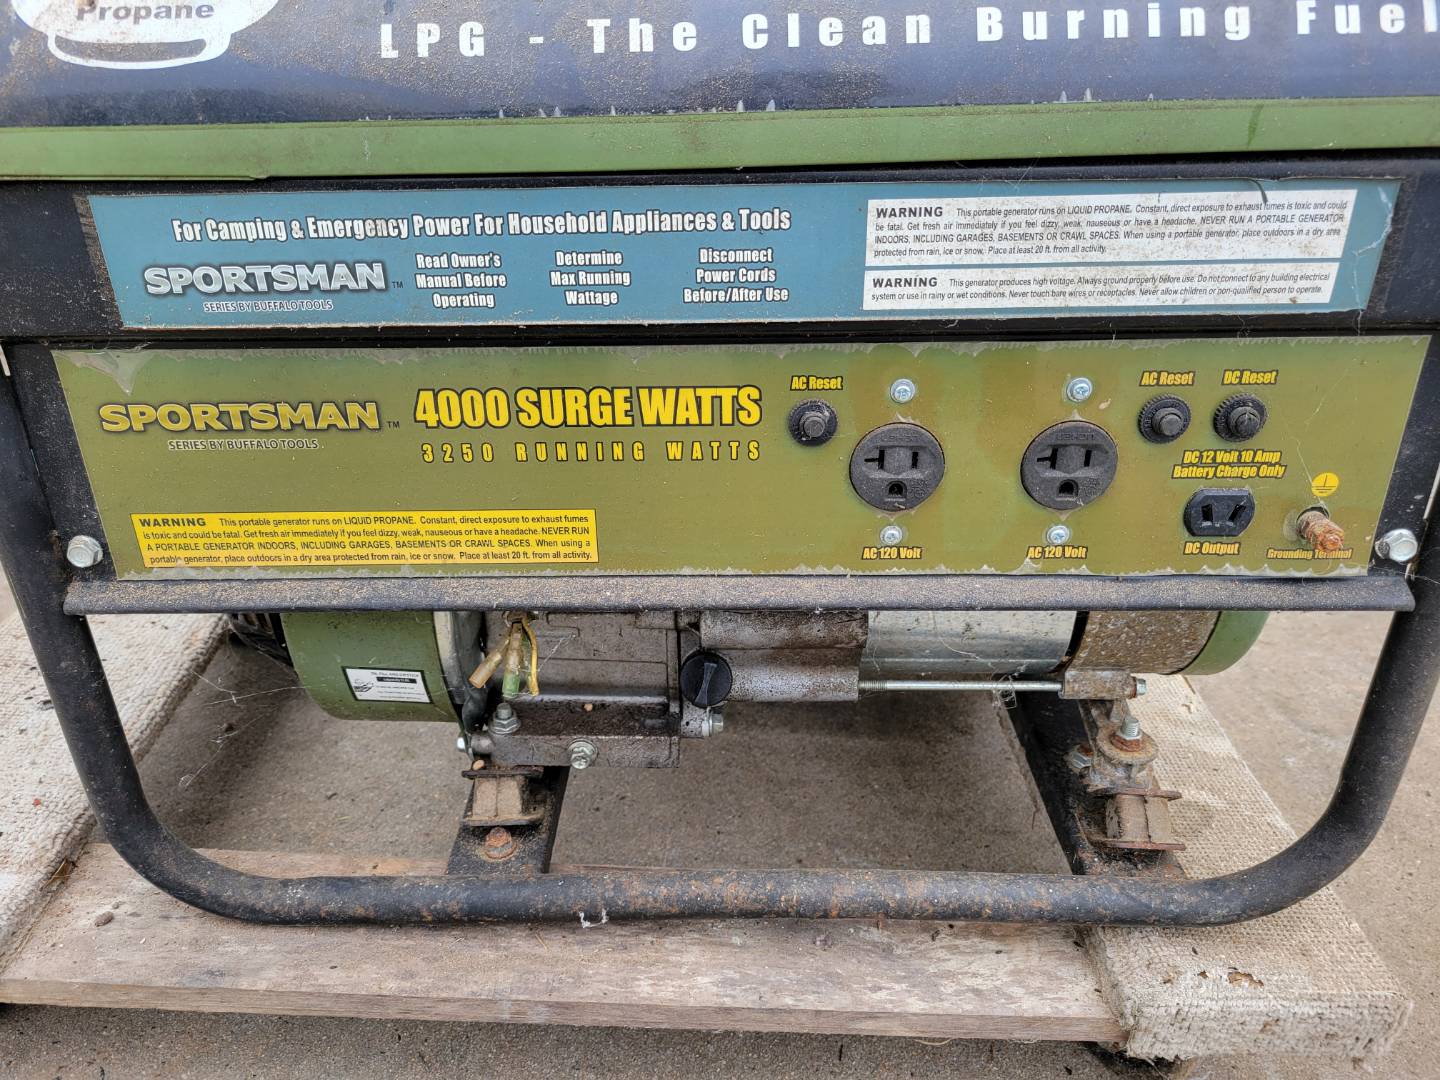 Propane
LPG - The Clean Burning Fuel
For Camping & Emergency Power For Household Appliances & Tools
SPORTSMAN™
SERIES BY BUFFALO TOOLS
Read Owner's
Manual Before
Operating
Determine
Max Running
Wattage
Disconnect
Power Cords
Before/After Use
WARNING This portable generator runs on LIQUID PROPANE. Constant, direct exposure to exhaust fumes is toxic and could
be fatal. Get fresh air immediately if you feel dizzy, weak, nauseous or have a headache. NEVER RUN A PORTABLE GENERATOR
INDOORS, INCLUDING GARAGES, BASEMENTS OR CRAWL SPACES. When using a portable generator, place outdoors in a dry area
protected from rain, ice or snow. Place at least 20 ft. from all activity.
WARNING This generator produces high voltage. Always ground properly before use. Do not connect to any building electrical
system or use in rainy or wet conditions. Never touch bare wires or receptacles. Never allow children or non-qualified person to operate.
SPORTSMAN™
SERIES BY BUFFALO TOOLS
4000 SURGE WATTS
3250 RUNNING WATTS
WARNING This portable generator runs on LIQUID PROPANE. Constant, direct exposure to exhaust fumes
is toxic and could be fatal. Get fresh air immediately if you feel dizzy, weak, nauseous or have a headache. NEVER RUN
A PORTABLE GENERATOR INDOORS, INCLUDING GARAGES, BASEMENTS OR CRAWL SPACES. When using a
portable generator, place outdoors in a dry area protected from rain, ice or snow. Place at least 20 ft. from all activity.
AC Reset
AC 120 Volt
AC 120 Volt
AC Reset
DC Reset
DC 12 Volt 10 Amp
Battery Charge Only
DC Output
Grounding Terminal